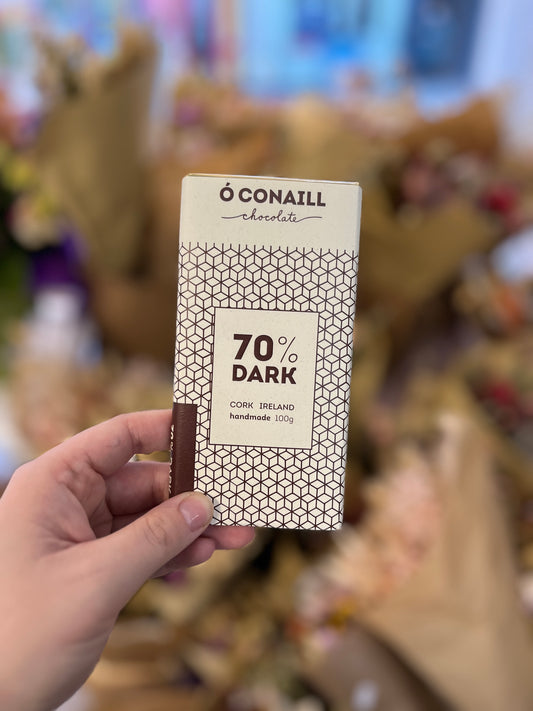 Ó CONAILL
chocolate
70%
DARK
CORK IRELAND
handmade 100g